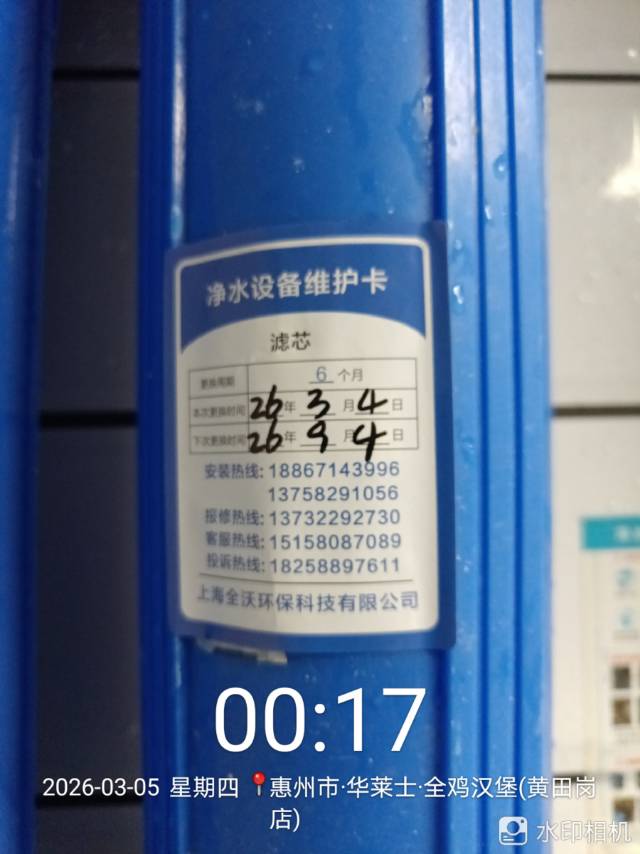 净水设备维护卡
滤芯
更换周期 6 个月
本次更换时间 26 年 3 月 4 日
下次更换时间 26 年 9 月 4 日
安装热线: 18867143996
13758291056
报修热线: 13732292730
客服热线: 15158087089
投诉热线: 18258897611
上海全沃环保科技有限公司
00:17
2026-03-05 星期四 惠州市·华莱士·全鸡汉堡(黄田岗
店)
水印相机